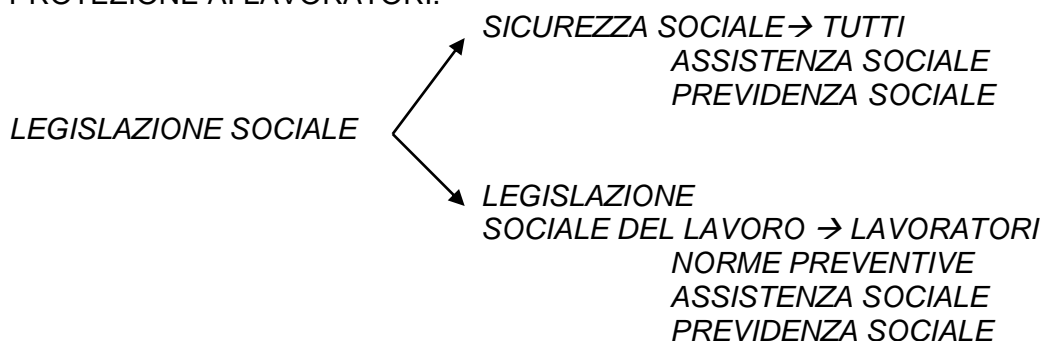 PROTEZIONE AI LAVORATORI.
SICUREZZA SOCIALE→ TUTTI
ASSISTENZA SOCIALE
PREVIDENZA SOCIALE
LEGISLAZIONE SOCIALE
LEGISLAZIONE
SOCIALE DEL LAVORO → LAVORATORI
NORME PREVENTIVE
ASSISTENZA SOCIALE
PREVIDENZA SOCIALE